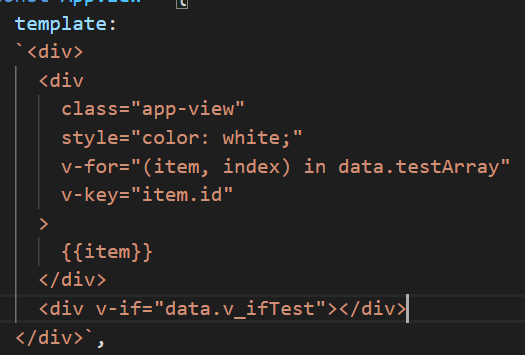 template:
`<div>
<div
class="app-view"
style="color: white;"
v-for="(item, index) in data.testArray"
v-key="item.id"
>
{{item}}
</div>
<div v-if="data.v_ifTest"></div>
</div>`,